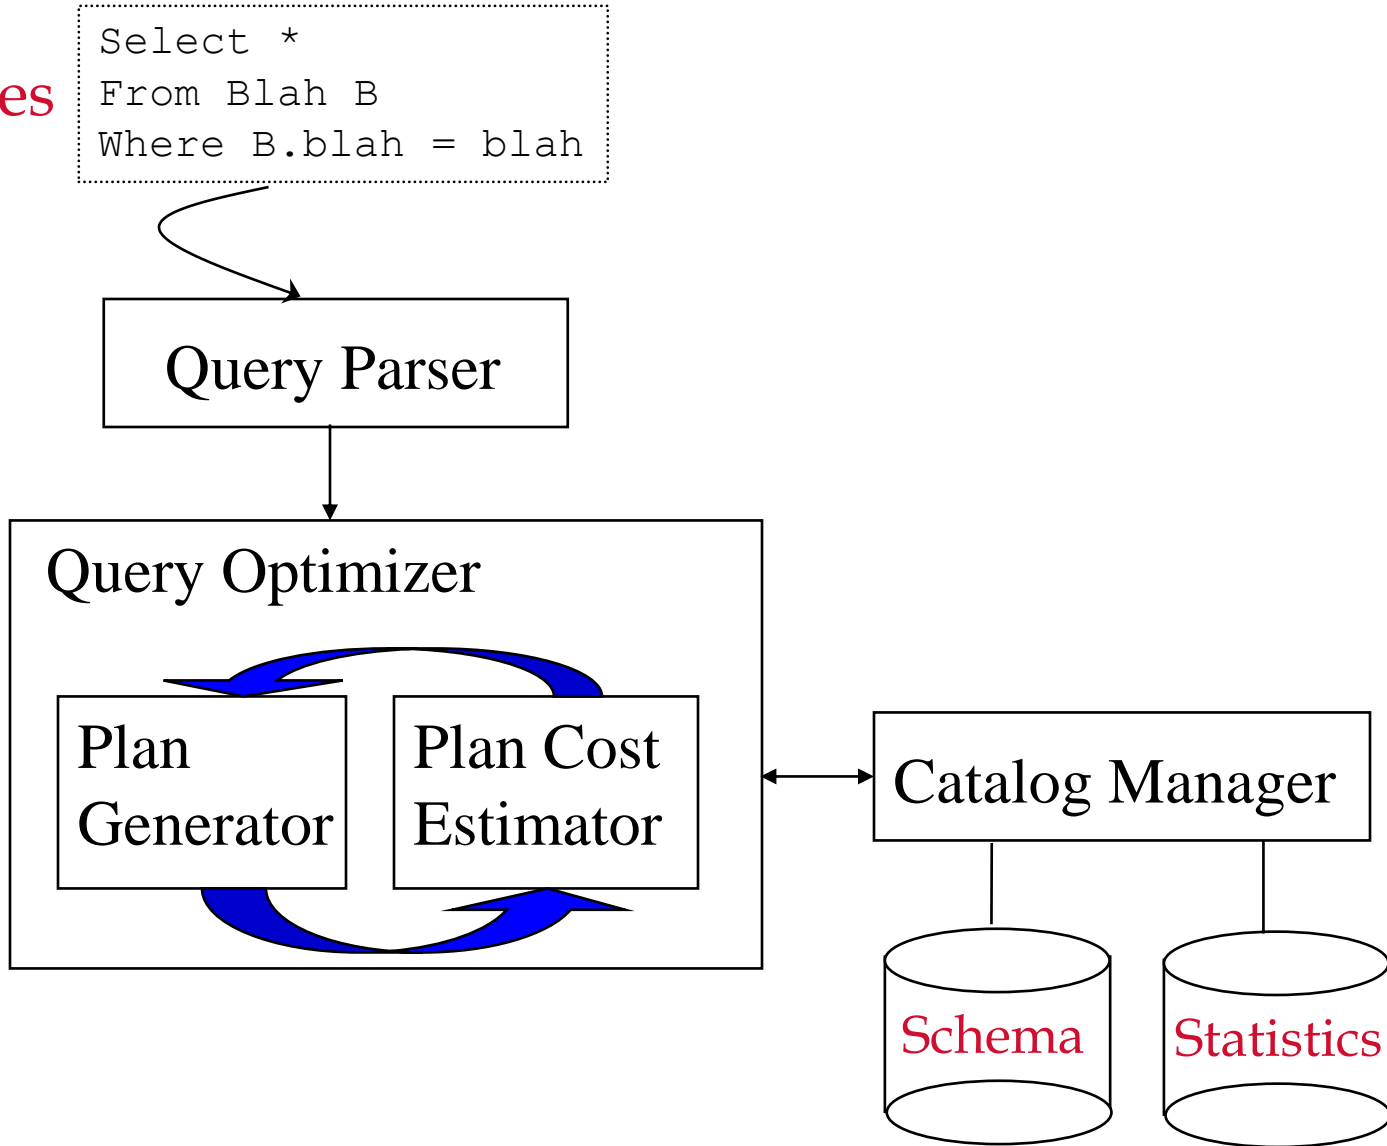 Select *
From Blah B
Where B.blah = blah
Query Parser
Query Optimizer
Plan
Generator
Plan Cost
Estimator
Catalog Manager
Schema
Statistics